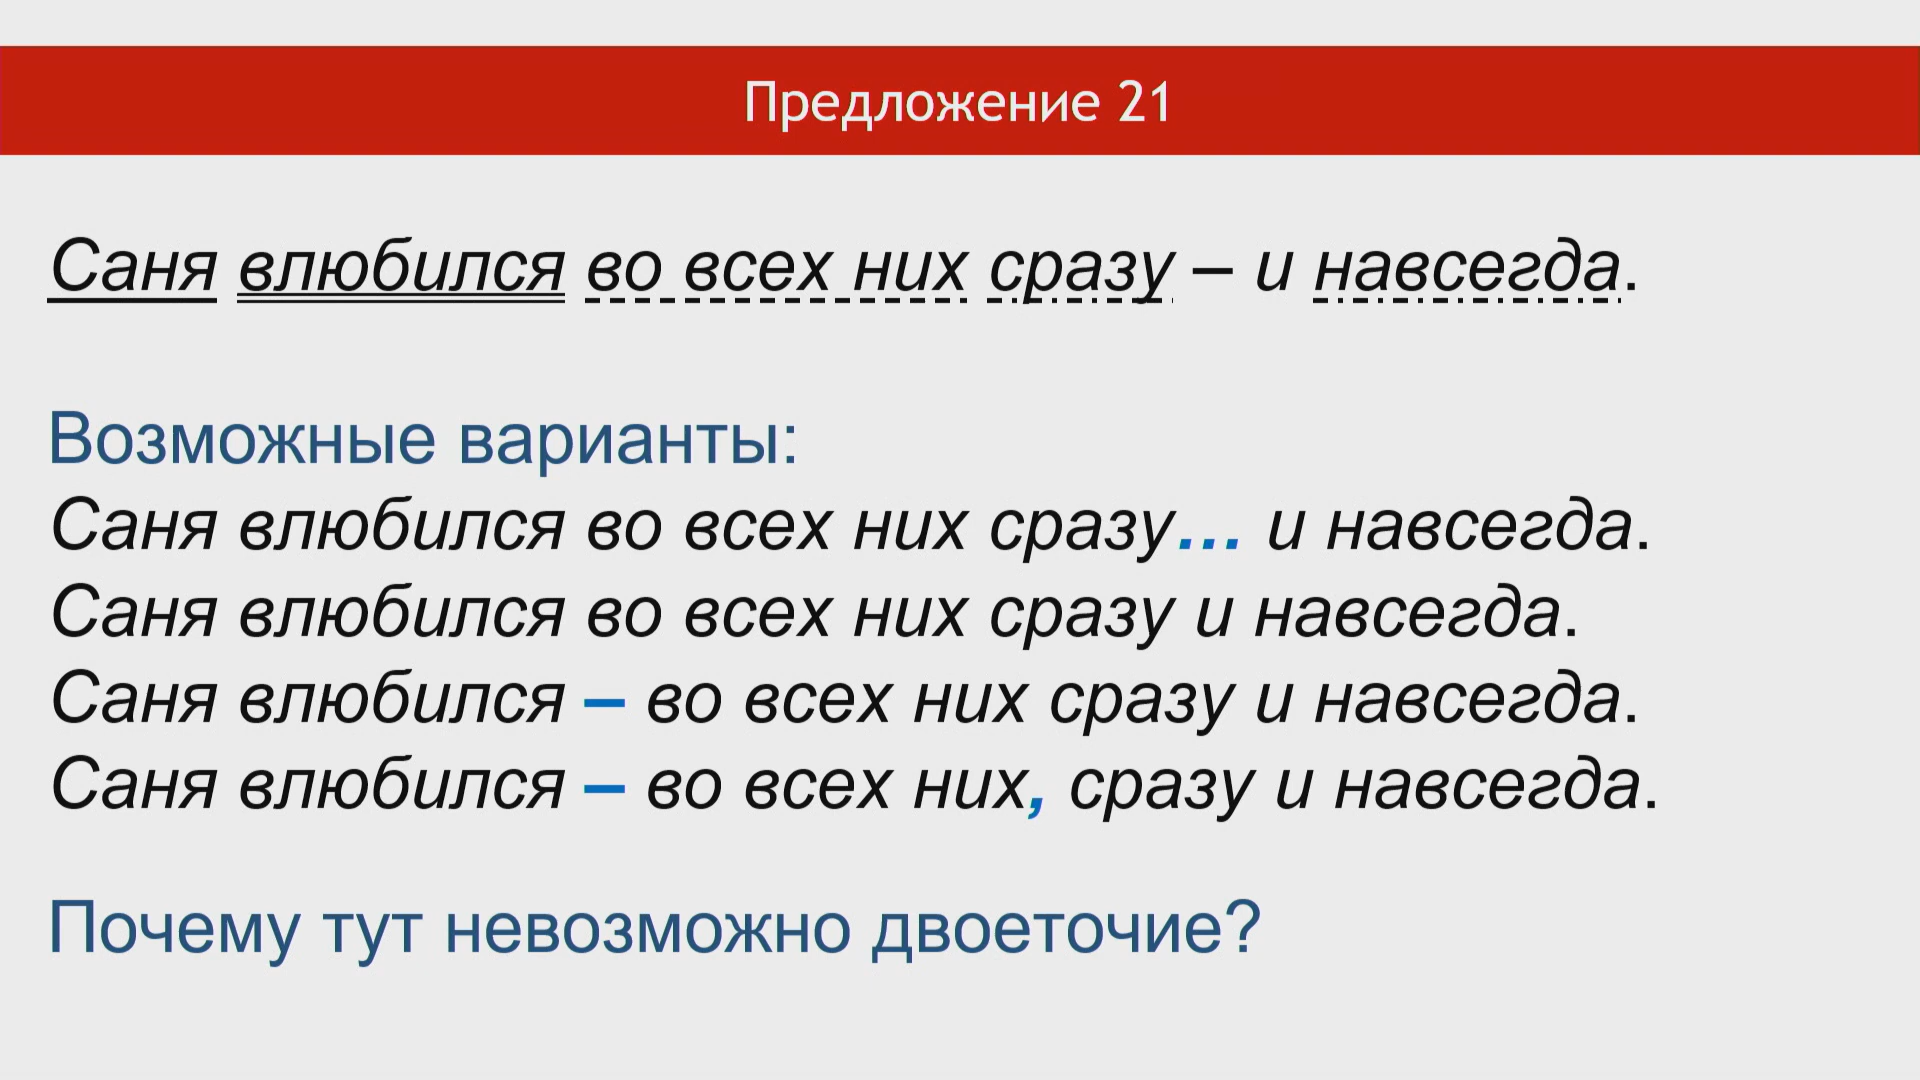 Предложение 21
Саня влюбился во всех них сразу – и навсегда.
Возможные варианты:
Саня влюбился во всех них сразу... и навсегда.
Саня влюбился во всех них сразу и навсегда.
Саня влюбился – во всех них сразу и навсегда.
Саня влюбился – во всех них, сразу и навсегда.
Почему тут невозможно двоеточие?